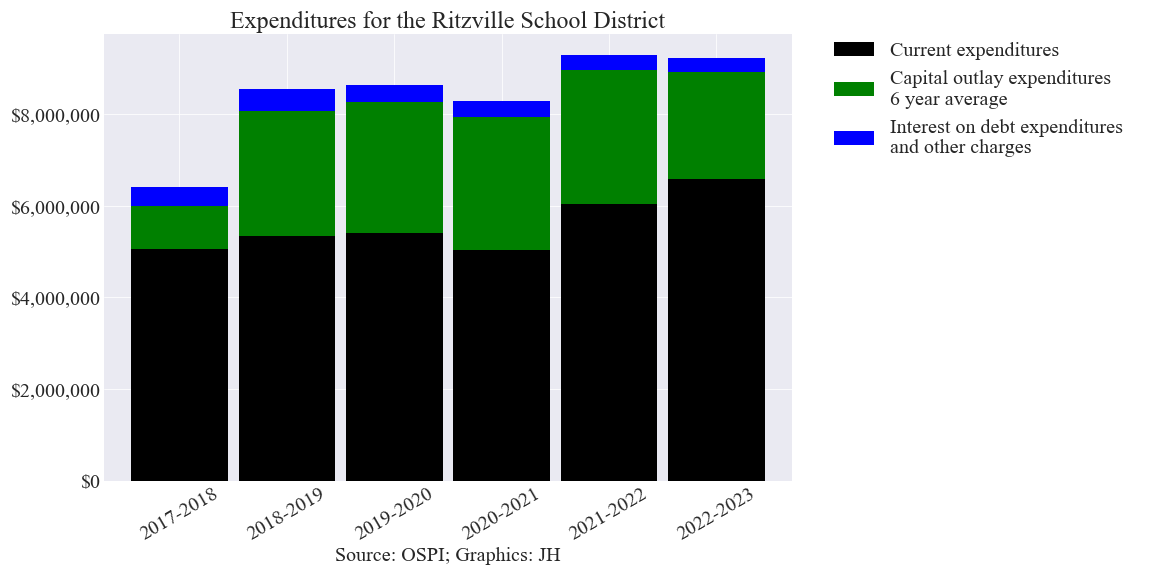 Expenditures for the Ritzville School District
Current expenditures
Capital outlay expenditures
6 year average
Interest on debt expenditures
and other charges
$8,000,000
$6,000,000
$4,000,000
$2,000,000
$0
2017-2018
2018-2019
2019-2020
2020-2021
2021-2022
2022-2023
Source: OSPI; Graphics: JH